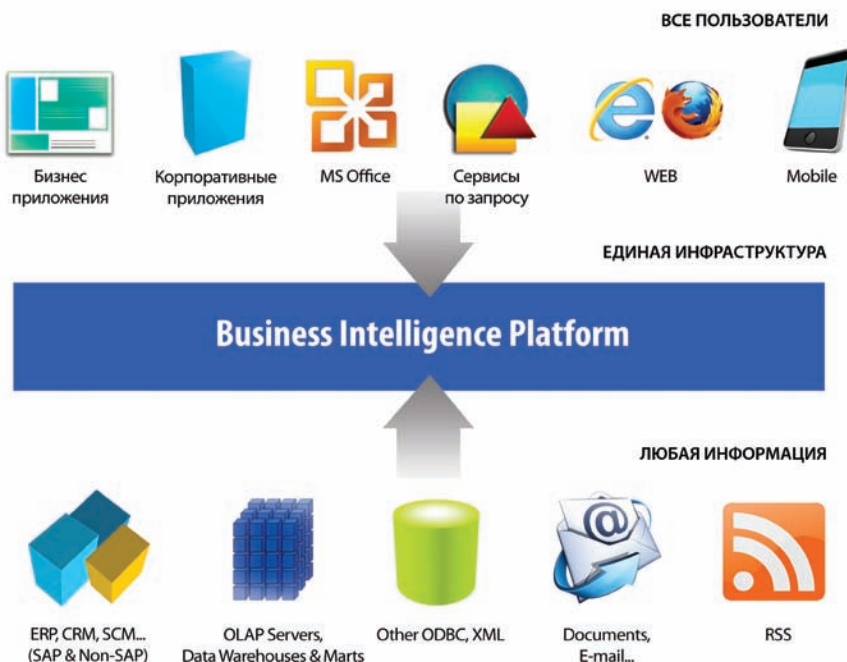 ВСЕ ПОЛЬЗОВАТЕЛИ
Бизнес
приложения
Корпоративные
приложения
MS Office
Сервисы
по запросу
WEB
Mobile
ЕДИНАЯ ИНФРАСТРУКТУРА
Business Intelligence Platform
ЛЮБАЯ ИНФОРМАЦИЯ
ERP, CRM, SCM...
(SAP & Non-SAP)
OLAP Servers,
Data Warehouses & Marts
Other ODBC, XML
Documents,
E-mail...
RSS